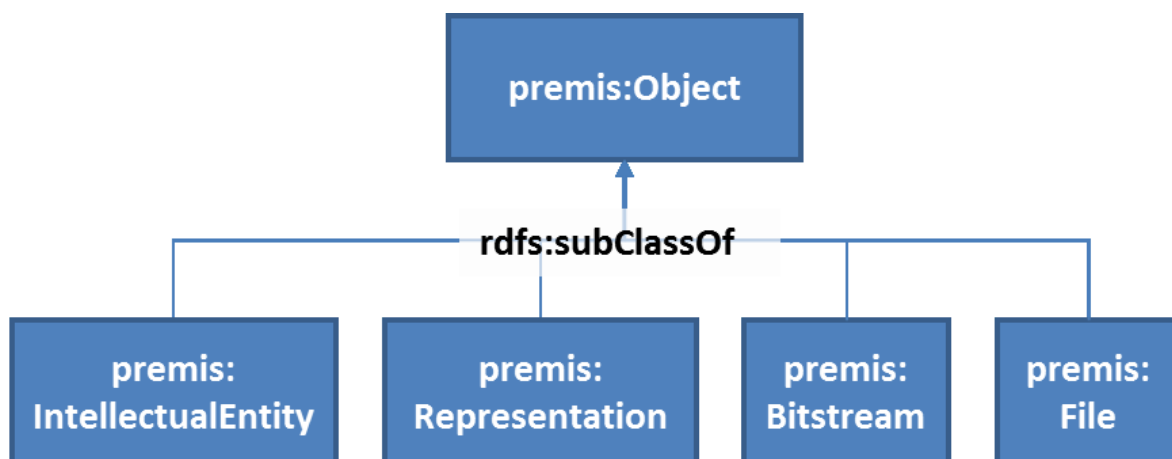 premis:Object
rdfs:subClassOf
premis:
IntellectualEntity
premis:
Representation
premis:
Bitstream
premis:
File